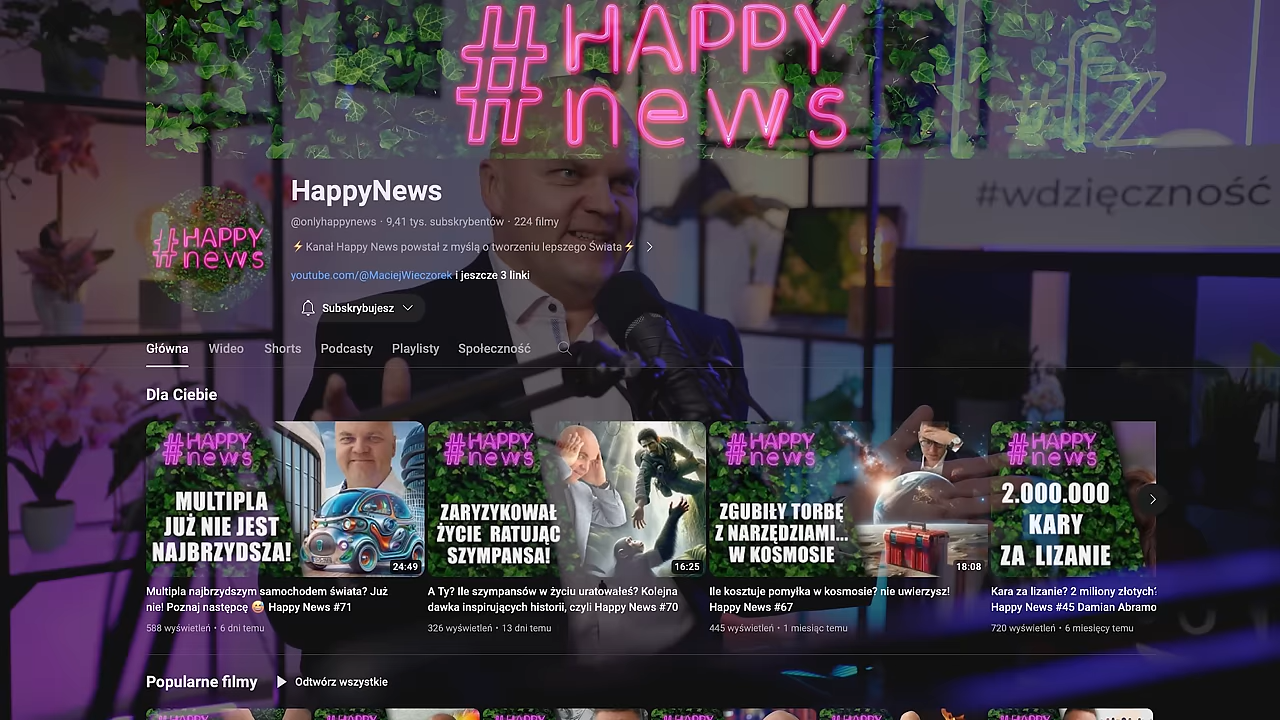 #HAPPY
news
#wdzięczność
HappyNews
@onlyhappynews · 9,41 tys. subskrybentów · 224 filmy
⚡Kanał Happy News powstał z myślą o tworzeniu lepszego Świata⚡
#HAPPY
news
youtube.com/@MaciejWieczorek i jeszcze 3 linki
Subskrybujesz
Główna Wideo Shorts Podcasty Playlisty Społeczność
Dla Ciebie
#HAPPY
news
MULTIPLA
JUŻ NIE JEST
NAJBRZYDSZA!
24:49
#HAPPY
news
ZARYZYKOWAŁ
ŻYCIE RATUJĄC
SZYMPANSA!
16:25
#HAPPY
news
ZGUBIŁY TORBĘ
Z NARZĘDZIAMI...
W KOSMOSIE
18:08
#HAPPY
news
2.000.000
KARY
ZA LIZANIE
Multipla najbrzydszym samochodem świata? Już
nie! Poznaj następcę 😅 Happy News #71
588 wyświetleń • 6 dni temu
A Ty? Ile szympansów w życiu uratowałeś? Kolejna
dawka inspirujących historii, czyli Happy News #70
326 wyświetleń • 13 dni temu
Ile kosztuje pomyłka w kosmosie? nie uwierzysz!
Happy News #67
445 wyświetleń • 1 miesiąc temu
Kara za lizanie? 2 miliony złotych?
Happy News #45 Damian Abramo
720 wyświetleń • 6 miesięcy temu
Popularne filmy Odtwórz wszystkie